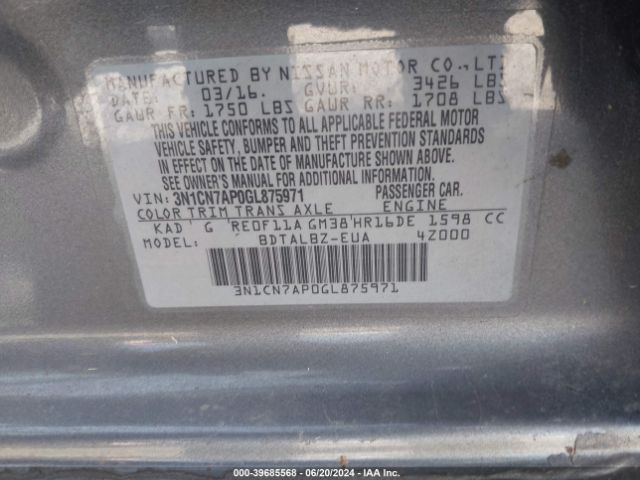 MANUFACTURED BY NISSAN MOTOR CO.,LT
DATE: 03/16. GVWR: 3426 LBS
GAWR FR: 1750 LBS GAWR RR: 1708 LBS
THIS VEHICLE CONFORMS TO ALL APPLICABLE FEDERAL MOTOR
VEHICLE SAFETY, BUMPER AND THEFT PREVENTION STANDARDS
IN EFFECT ON THE DATE OF MANUFACTURE SHOWN ABOVE.
SEE OWNER'S MANUAL FOR ADDITIONAL INFORMATION.
VIN: 3N1CN7AP0GL875971 PASSENGER CAR.
COLOR TRIM TRANS AXLE ENGINE
KAD G RE0F11A GM38 HR16DE 1598 CC
MODEL: BDTALBZ-EUA 4Z000
3N1CN7AP0GL875971
000-39685568 | 06/20/2024 - IAA Inc.